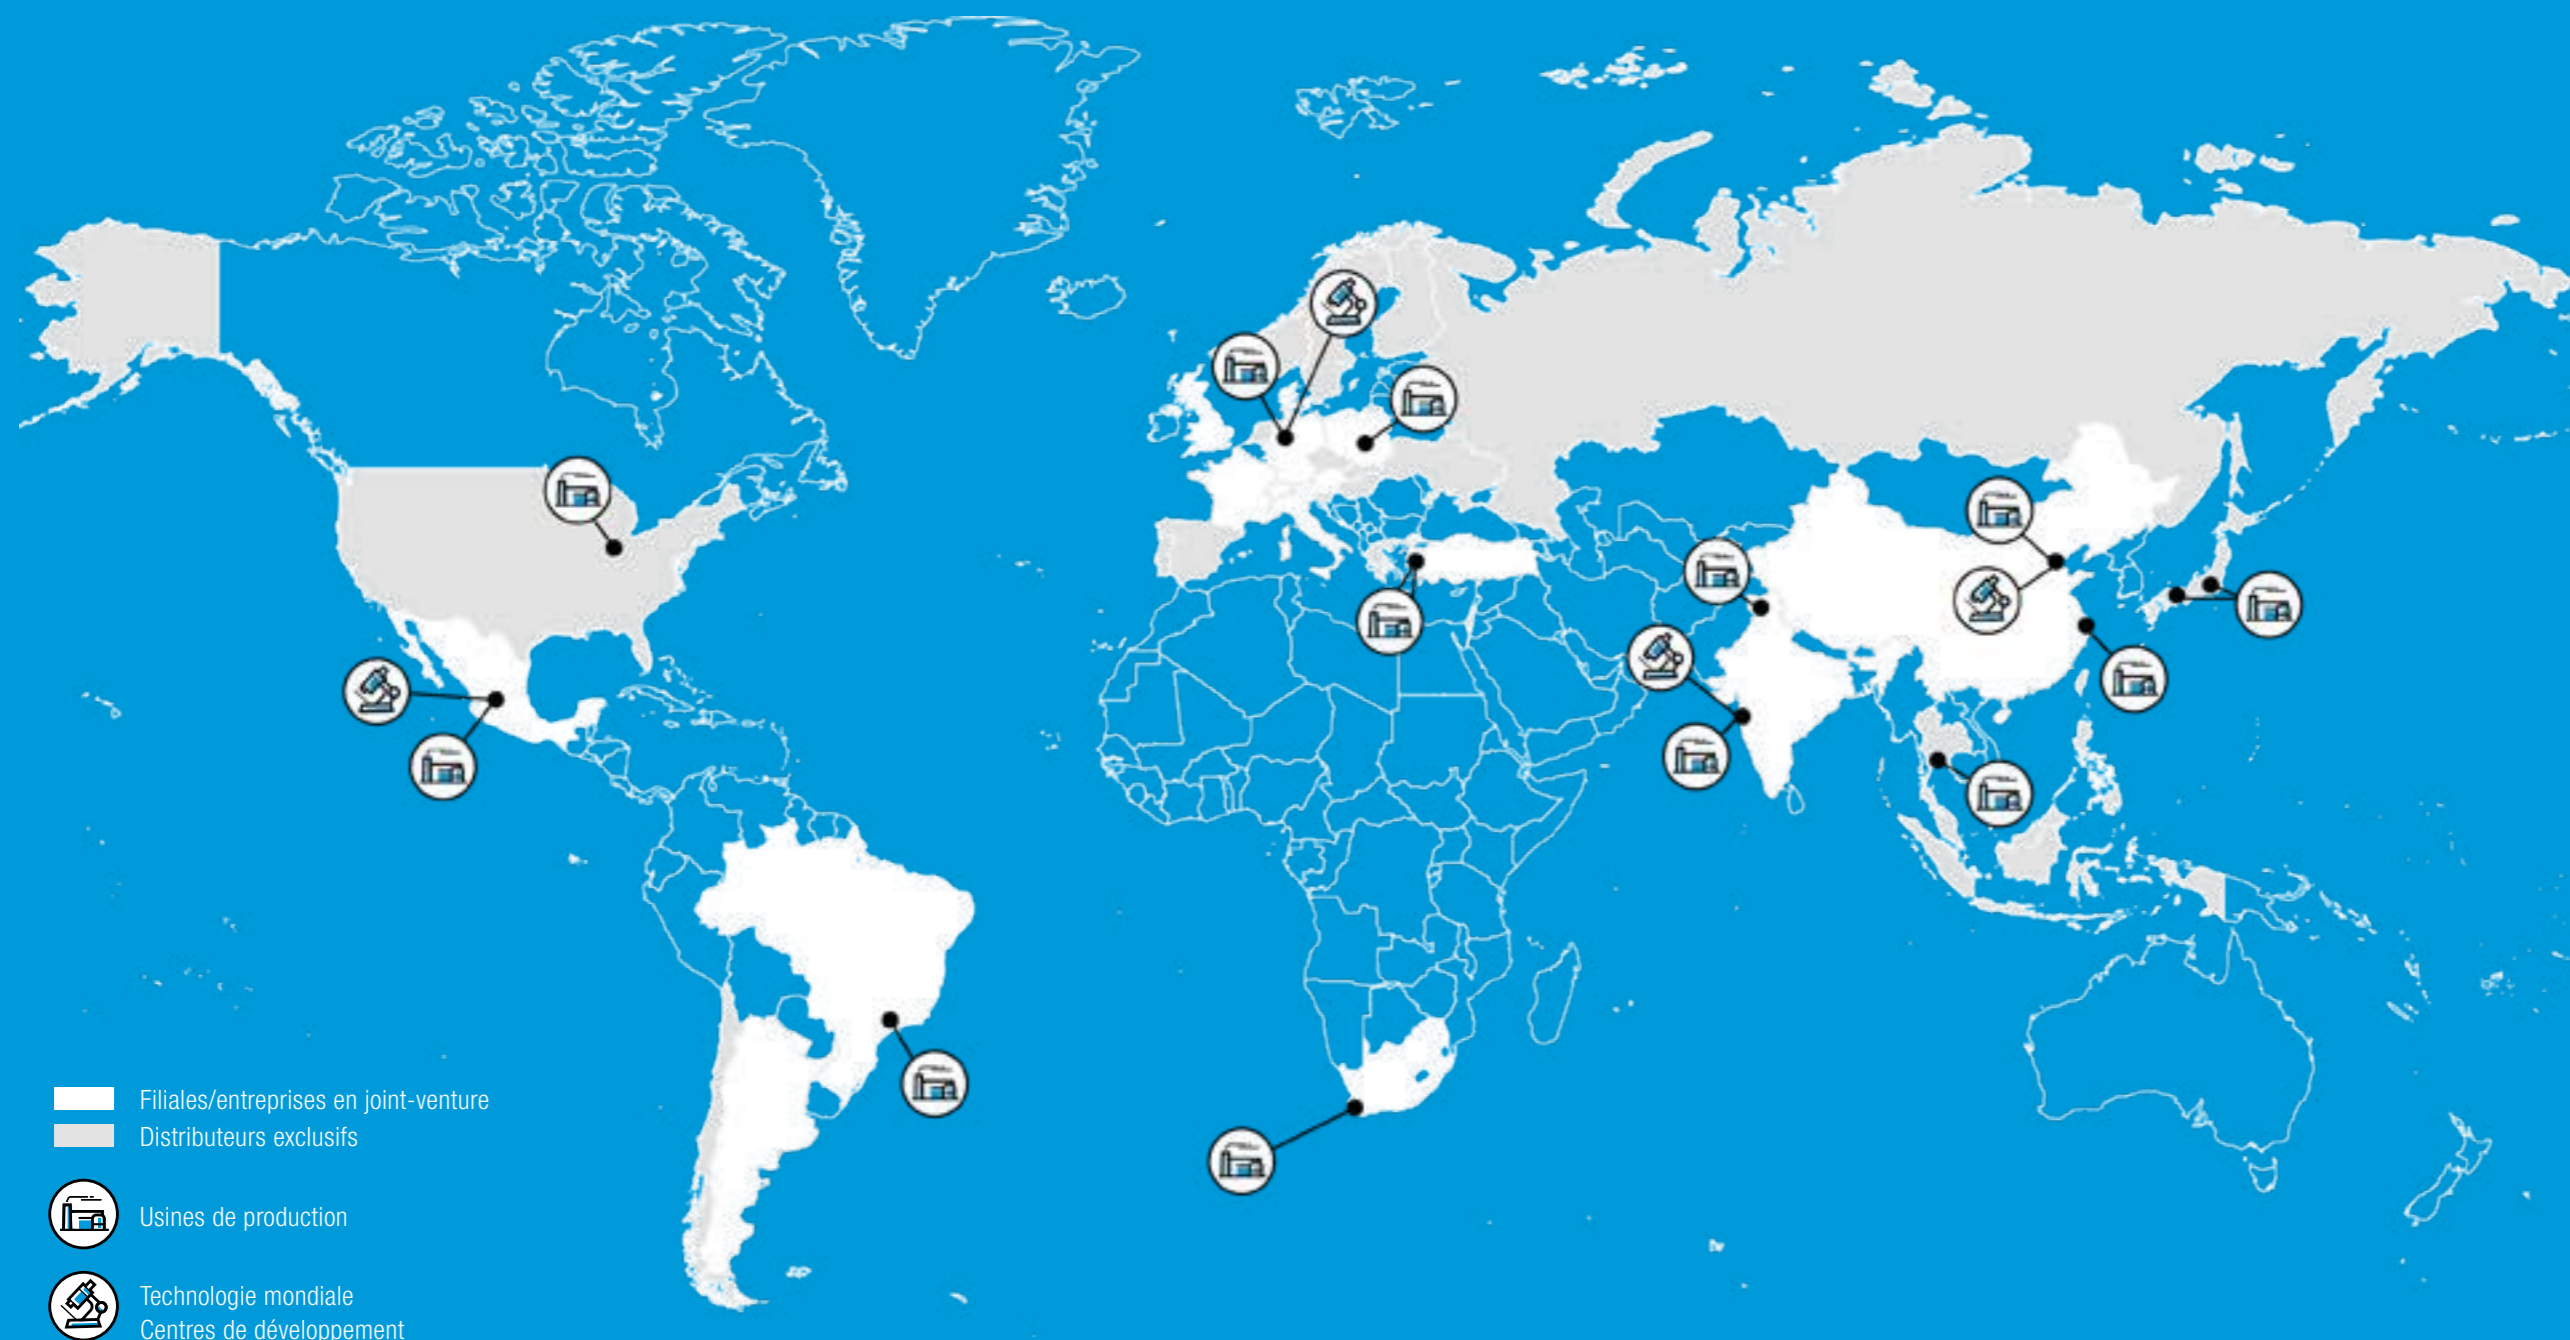 Filiales/entreprises en joint-venture
Distributeurs exclusifs
Usines de production
Technologie mondiale
Centres de développement